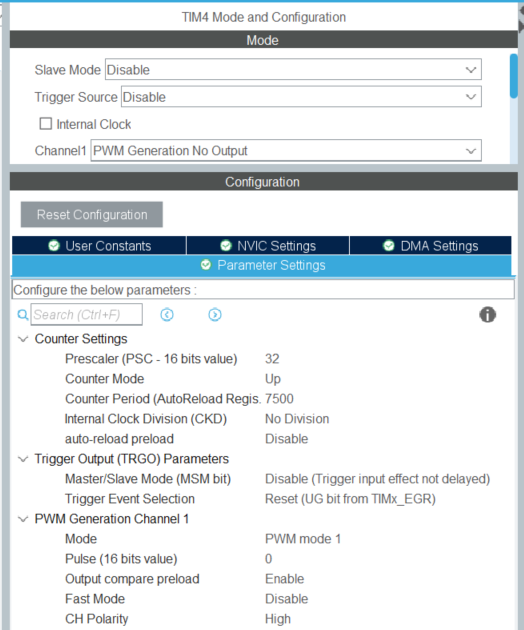 TIM4 Mode and Configuration
Mode
Slave Mode Disable
Trigger Source Disable
Internal Clock
Channel1 PWM Generation No Output
Configuration
Reset Configuration
User Constants NVIC Settings DMA Settings
Parameter Settings
Configure the below parameters :
Search (Ctrl+F)
Counter Settings
Prescaler (PSC - 16 bits value) 32
Counter Mode Up
Counter Period (AutoReload Regis. 7500
Internal Clock Division (CKD) No Division
auto-reload preload Disable
Trigger Output (TRGO) Parameters
Master/Slave Mode (MSM bit) Disable (Trigger input effect not delayed)
Trigger Event Selection Reset (UG bit from TIMx_EGR)
PWM Generation Channel 1
Mode PWM mode 1
Pulse (16 bits value) 0
Output compare preload Enable
Fast Mode Disable
CH Polarity High